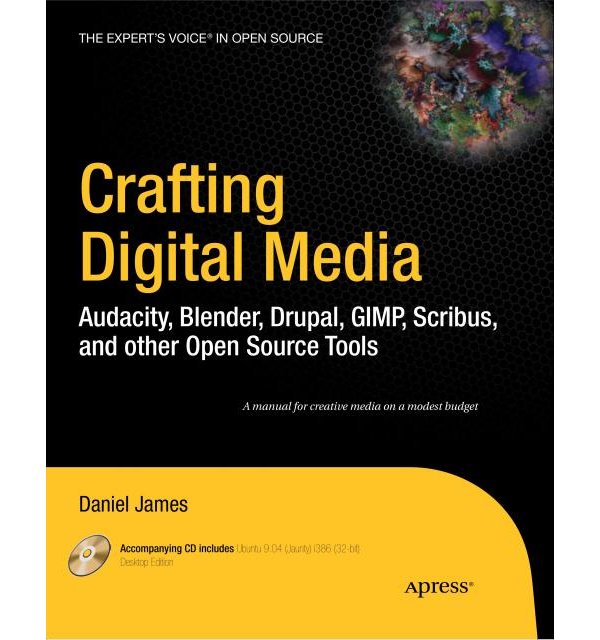 THE EXPERT'S VOICE® IN OPEN SOURCE
Crafting
Digital Media
Audacity, Blender, Drupal, GIMP, Scribus,
and other Open Source Tools
A manual for creative media on a modest budget
Daniel James
Accompanying CD includes Ubuntu 9.04 (Jaunty) i386 (32-bit)
Desktop Edition
Apress®